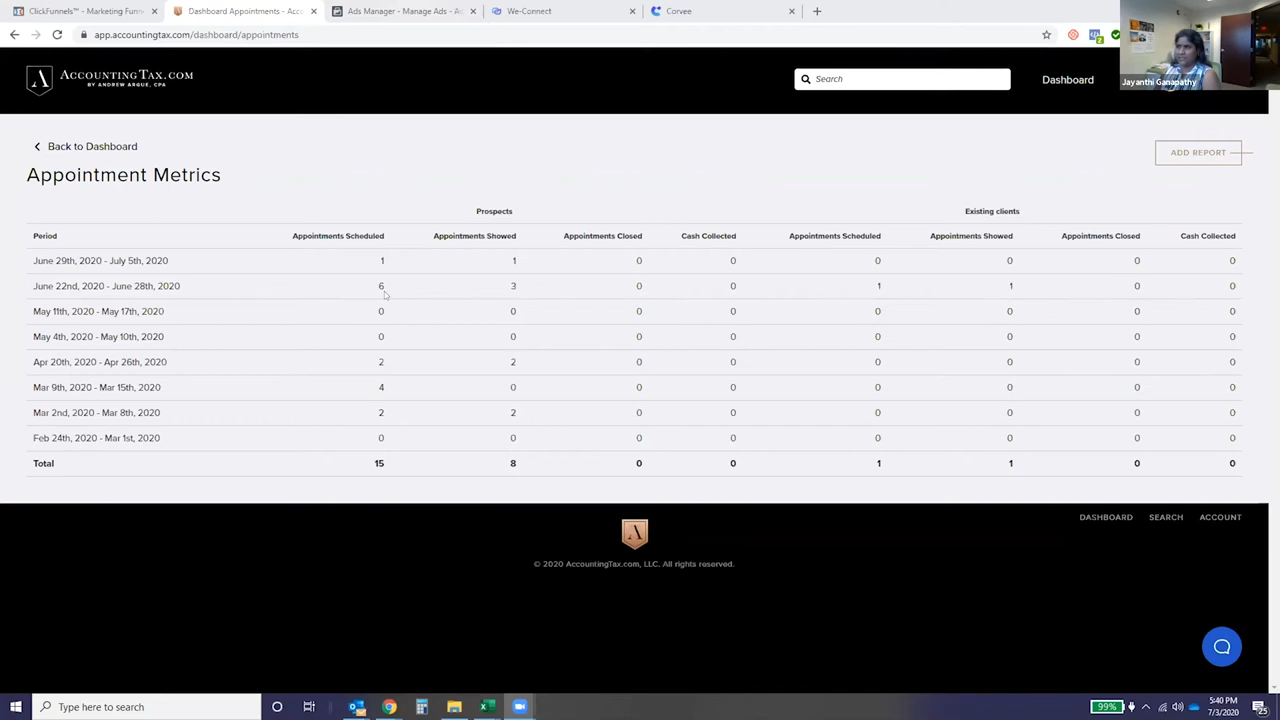 ClickFunnels™ - Marketing Funne
Dashboard Appointments - Acco
Ads Manager - Manage Ads - Ac
We-Connect
Corvee
app.accountingtax.com/dashboard/appointments
2
Jayanthi Ganapathy
ACCOUNTINGTAX.COM
BY ANDREW ARGUE, CPA
Search
Dashboard
Back to Dashboard
ADD REPORT
Appointment Metrics
Prospects Existing clients
Period Appointments Scheduled Appointments Showed Appointments Closed Cash Collected Appointments Scheduled Appointments Showed Appointments Closed Cash Collected
June 29th, 2020 - July 5th, 2020 1 1 0 0 0 0 0 0
June 22nd, 2020 - June 28th, 2020 6 3 0 0 1 1 0 0
May 11th, 2020 - May 17th, 2020 0 0 0 0 0 0 0 0
May 4th, 2020 - May 10th, 2020 0 0 0 0 0 0 0 0
Apr 20th, 2020 - Apr 26th, 2020 2 2 0 0 0 0 0 0
Mar 9th, 2020 - Mar 15th, 2020 4 0 0 0 0 0 0 0
Mar 2nd, 2020 - Mar 8th, 2020 2 2 0 0 0 0 0 0
Feb 24th, 2020 - Mar 1st, 2020 0 0 0 0 0 0 0 0
Total 15 8 0 0 1 1 0 0
DASHBOARD SEARCH ACCOUNT
A
© 2020 AccountingTax.com, LLC. All rights reserved.
Type here to search
99%
5:40 PM
7/3/2020
25